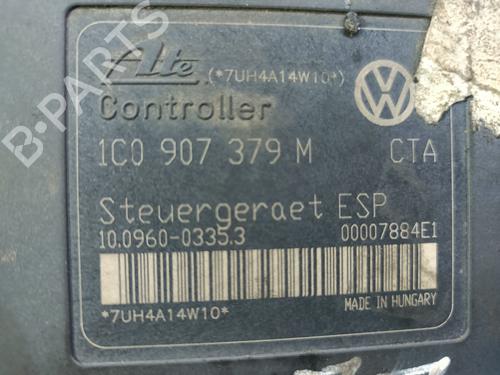 Ate (*7UH4A14W10*)
Controller
1C0 907 379 M CTA
Steuergeraet ESP
10.0960-0335.3 00007884E1
*7UH4A14W10* MADE IN HUNGARY
B-PARTS